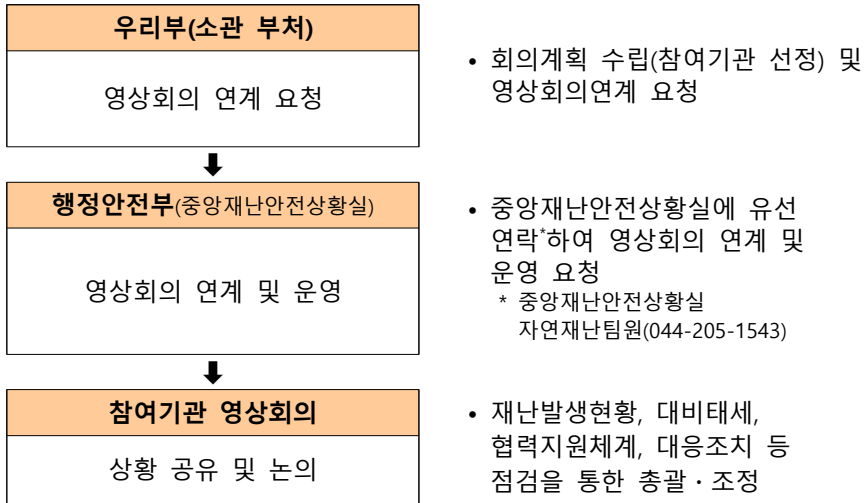 우리부(소관 부처)
영상회의 연계 요청
• 회의계획 수립(참여기관 선정) 및
영상회의연계 요청
행정안전부(중앙재난안전상황실)
영상회의 연계 및 운영
• 중앙재난안전상황실에 유선
연락*하여 영상회의 연계 및
운영 요청
* 중앙재난안전상황실
자연재난팀원(044-205-1543)
참여기관 영상회의
상황 공유 및 논의
• 재난발생현황, 대비태세,
협력지원체계, 대응조치 등
점검을 통한 총괄・조정